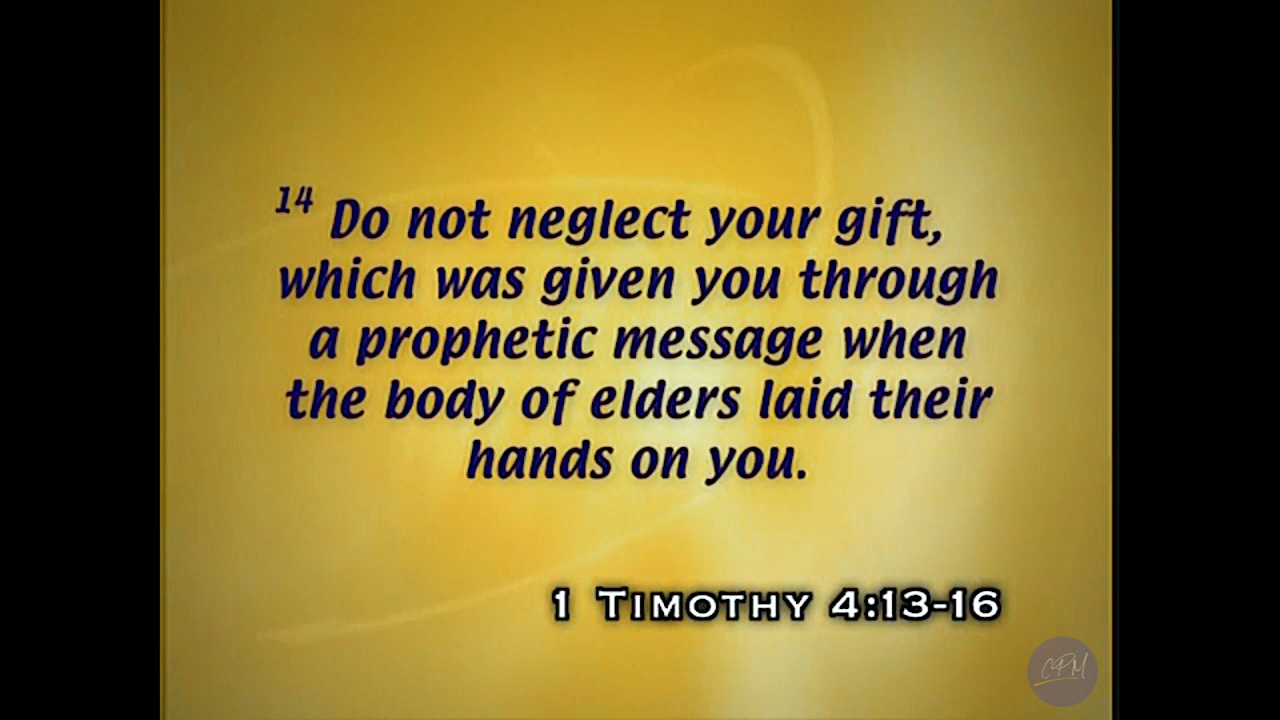 14 Do not neglect your gift,
which was given you through
a prophetic message when
the body of elders laid their
hands on you.
1 TIMOTHY 4:13-16
CPM